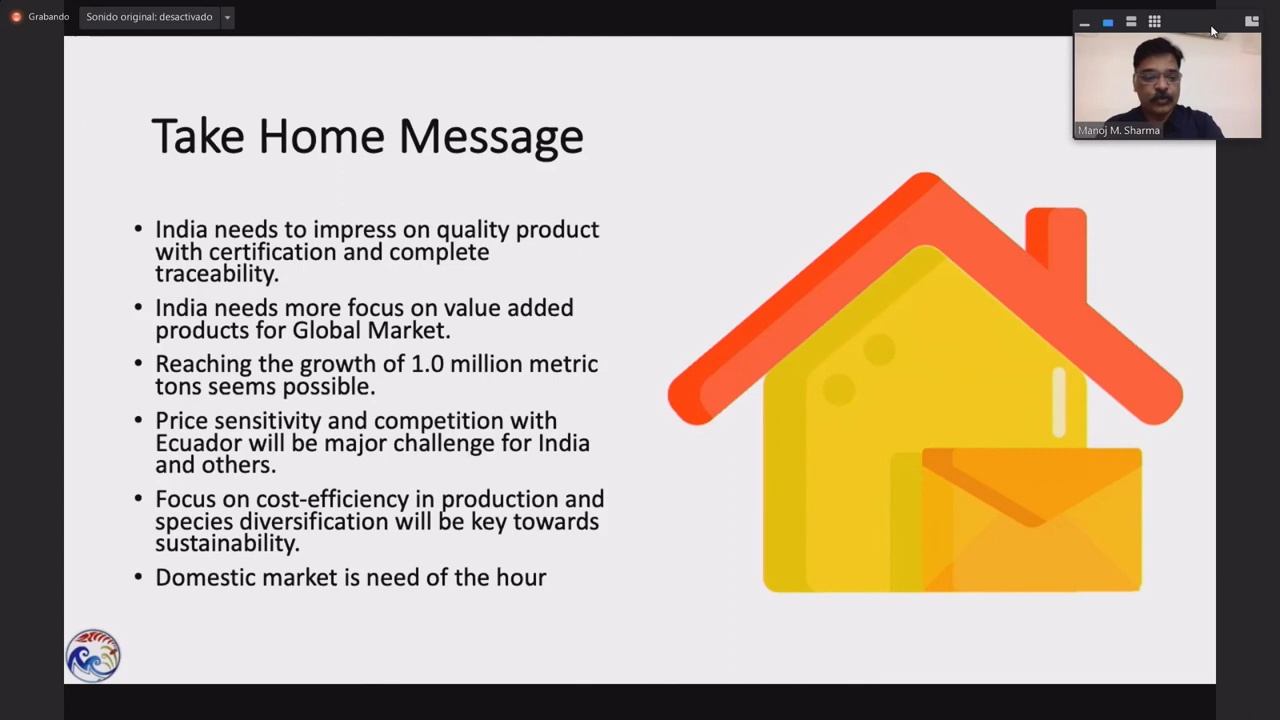 Grabando
Sonido original: desactivado
Manoj M. Sharma
Take Home Message
• India needs to impress on quality product
with certification and complete
traceability.
• India needs more focus on value added
products for Global Market.
• Reaching the growth of 1.0 million metric
tons seems possible.
• Price sensitivity and competition with
Ecuador will be major challenge for India
and others.
• Focus on cost-efficiency in production and
species diversification will be key towards
sustainability.
• Domestic market is need of the hour